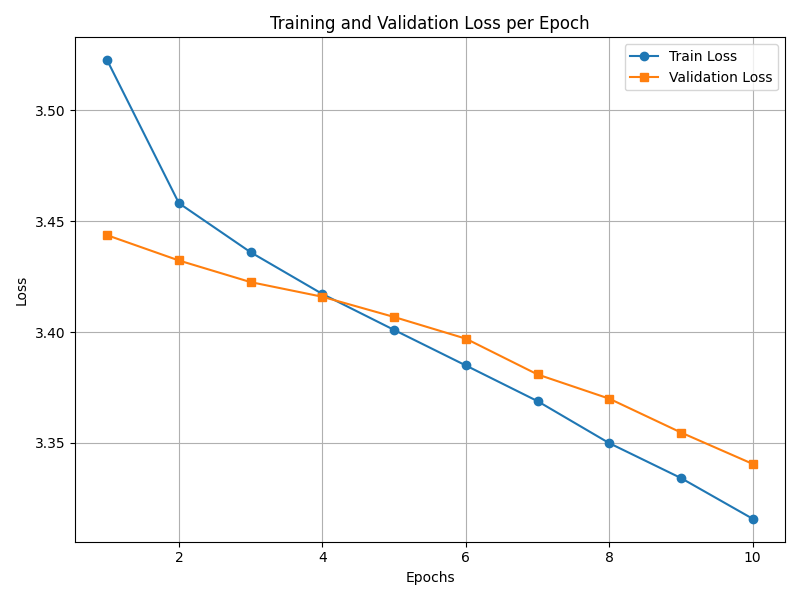 Training and Validation Loss per Epoch
Train Loss
Validation Loss
3.50
3.45
3.40
3.35
Loss
2 4 6 8 10
Epochs